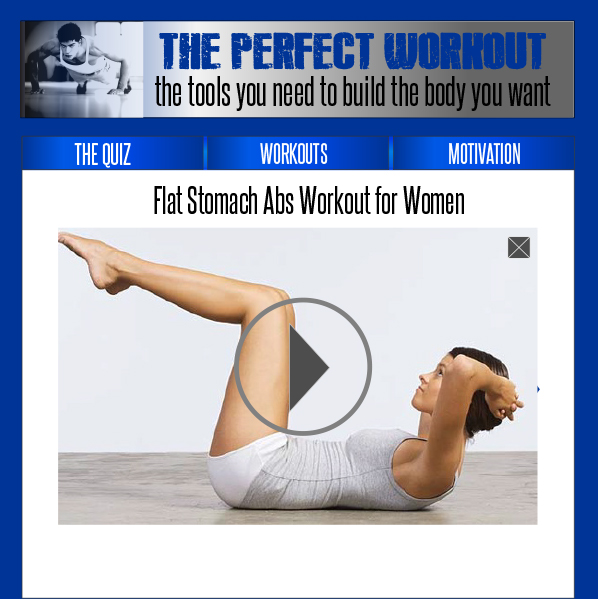 THE PERFECT WORKOUT
the tools you need to build the body you want
THE QUIZ
WORKOUTS
MOTIVATION
Flat Stomach Abs Workout for Women